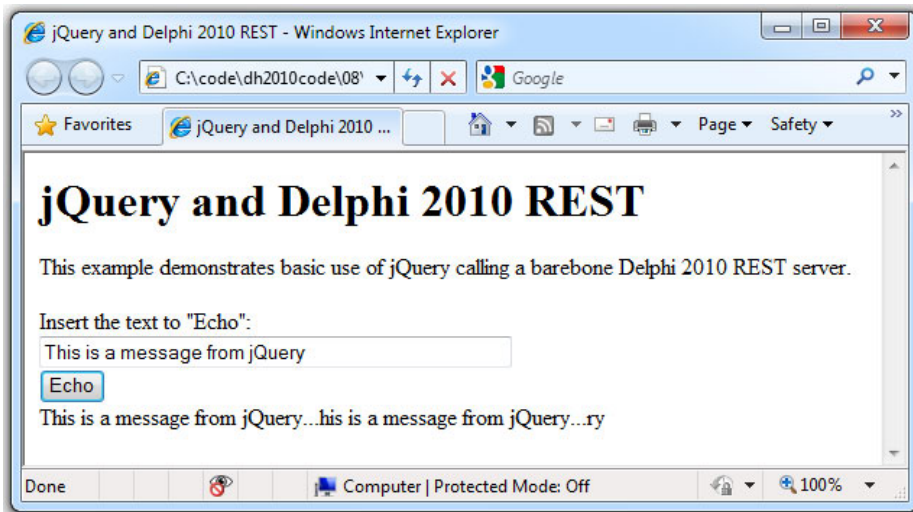 jQuery and Delphi 2010 REST - Windows Internet Explorer
C:\code\dh2010code\08\
Google
Favorites
jQuery and Delphi 2010 ...
Page
Safety
jQuery and Delphi 2010 REST
This example demonstrates basic use of jQuery calling a barebone Delphi 2010 REST server.
Insert the text to "Echo":
This is a message from jQuery
Echo
This is a message from jQuery...his is a message from jQuery...ry
Done
Computer | Protected Mode: Off
100%